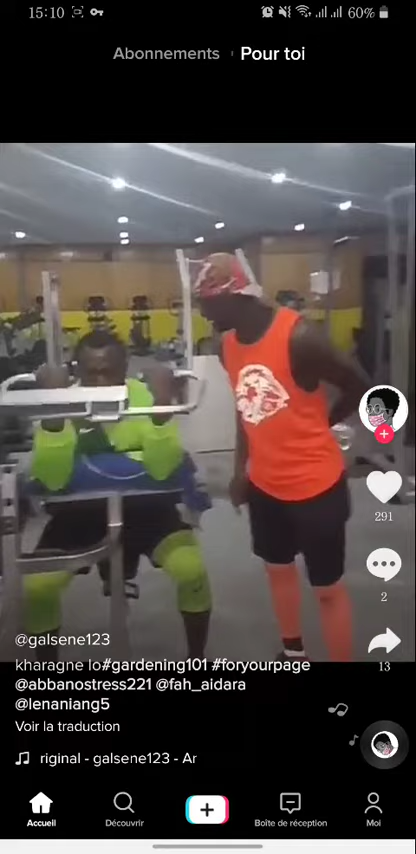 15:10 60%
Abonnements Pour toi
291
2
13
@galsene123
kharagne lo#gardening101 #foryourpage
@abbanostress221 @fah_aidara
@lenaniang5
Voir la traduction
riginal - galsene123 - Ar
Accueil Découvrir Boîte de réception Moi